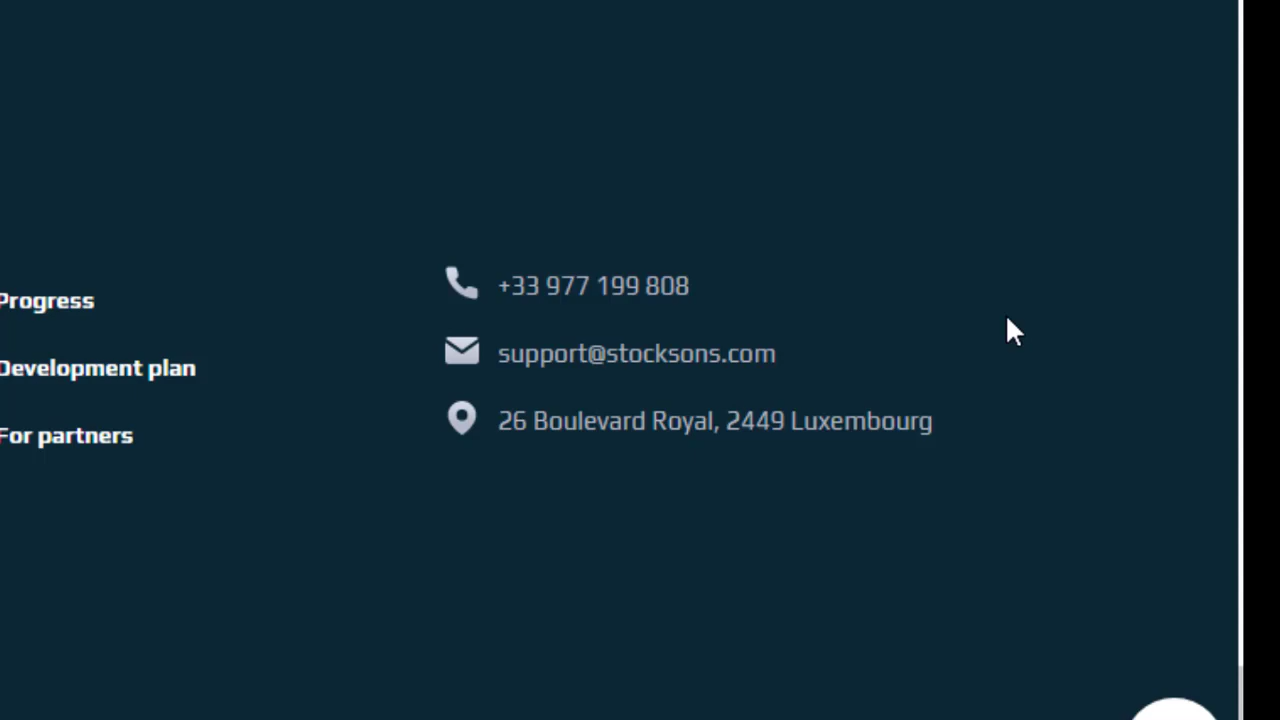 Progress
Development plan
For partners
+33 977 199 808
support@stocksons.com
26 Boulevard Royal, 2449 Luxembourg